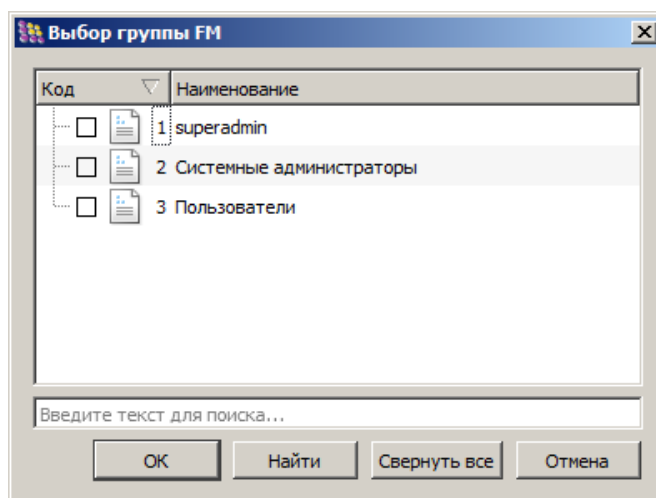 Выбор группы FM
Код Наименование
1 superadmin
2 Системные администраторы
3 Пользователи
Введите текст для поиска...
ОК Найти Свернуть все Отмена